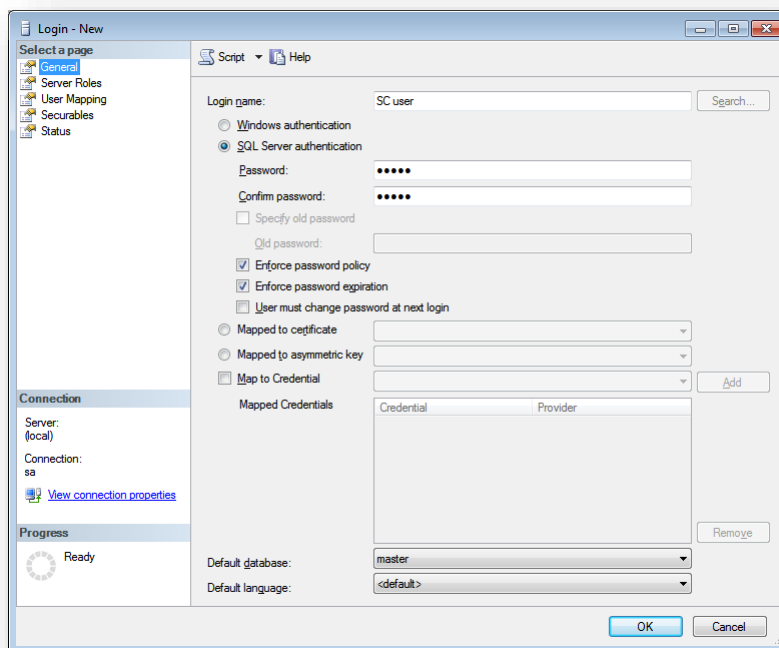 Login - New
Select a page
General
Server Roles
User Mapping
Securables
Status
Script Help
Login name: SC user Search...
Windows authentication
SQL Server authentication
Password: •••••
Confirm password: •••••
Specify old password
Old password:
Enforce password policy
Enforce password expiration
User must change password at next login
Mapped to certificate
Mapped to asymmetric key
Map to Credential Add
Mapped Credentials Credential Provider
Remove
Default database: master
Default language: <default>
Connection
Server:
(local)
Connection:
sa
View connection properties
Progress
Ready
OK Cancel